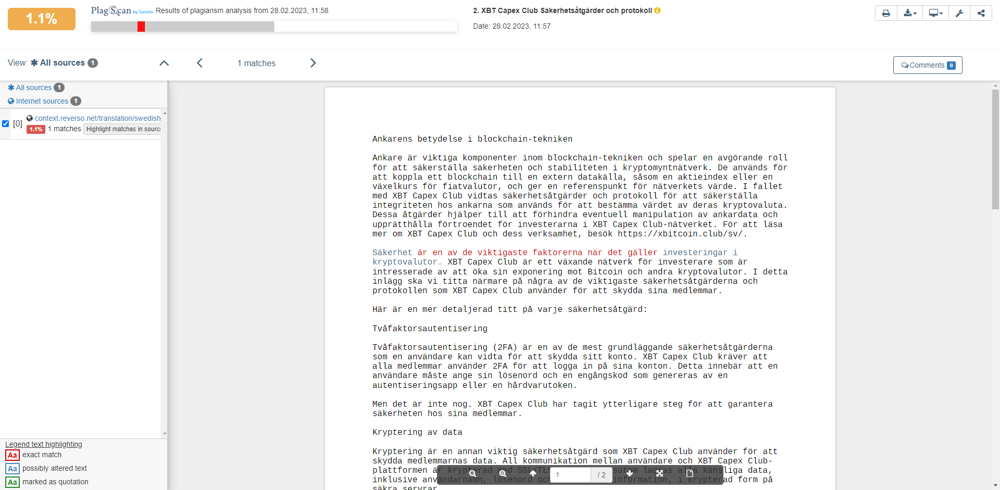 1.1%
PlagScan by Turnitin Results of plagiarism analysis from 28.02.2023, 11:58
2. XBT Capex Club Säkerhetsåtgärder och protokoll
Date: 28.02.2023, 11:57
View: All sources 1
1 matches
Comments 0
All sources 1
Internet sources 1
[0] context.reverso.net/translation/swedish
1.1% 1 matches Highlight matches in sourc
Legend text highlighting
Aa exact match
Aa possibly altered text
Aa marked as quotation
Ankarens betydelse i blockchain-tekniken
Ankare är viktiga komponenter inom blockchain-tekniken och spelar en avgörande roll
för att säkerställa säkerheten och stabiliteten i kryptomyntnätverk. De används för
att koppla ett blockchain till en extern datakälla, såsom en aktieindex eller en
växelkurs för fiatvalutor, och ger en referenspunkt för nätverkets värde. I fallet
med XBT Capex Club vidtas säkerhetsåtgärder och protokoll för att säkerställa
integriteten hos ankarna som används för att bestämma värdet av deras kryptovaluta.
Dessa åtgärder hjälper till att förhindra eventuell manipulation av ankardata och
upprätthålla förtroendet för investerarna i XBT Capex Club-nätverket. För att läsa
mer om XBT Capex Club och dess verksamhet, besök https://xbitcoin.club/sv/.
Säkerhet är en av de viktigaste faktorerna när det gäller investeringar i
kryptovalutor. XBT Capex Club är ett växande nätverk för investerare som är
intresserade av att öka sin exponering mot Bitcoin och andra kryptovalutor. I detta
inlägg ska vi titta närmare på några av de viktigaste säkerhetsåtgärderna och
protokollen som XBT Capex Club använder för att skydda sina medlemmar.
Här är en mer detaljerad titt på varje säkerhetsåtgärd:
Tvåfaktorsautentisering
Tvåfaktorsautentisering (2FA) är en av de mest grundläggande säkerhetsåtgärderna
som en användare kan vidta för att skydda sitt konto. XBT Capex Club kräver att
alla medlemmar använder 2FA för att logga in på sina konton. Detta innebär att en
användare måste ange sin lösenord och en engångskod som genereras av en
autentiseringsapp eller en hårdvarutoken.
Men det är inte nog. XBT Capex Club har tagit ytterligare steg för att garantera
säkerheten hos sina medlemmar.
Kryptering av data
Kryptering är en annan viktig säkerhetsåtgärd som XBT Capex Club använder för att
skydda medlemmarnas data. All kommunikation mellan användare och XBT Capex Club-
plattformen är krypterad med SSL/TLS lagras alla känsliga data,
inklusive användarnamn, lösenord och information, i krypterad form på
säkra servrar
1 / 2